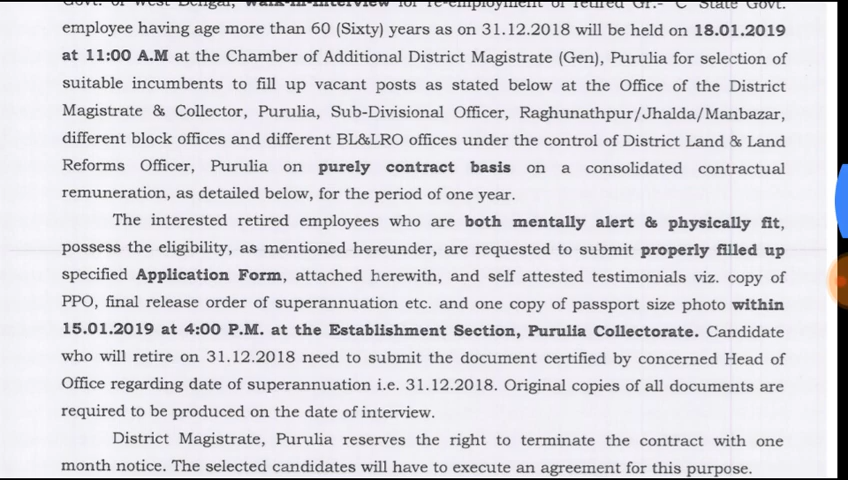 Govt. of West Bengal, Walk-in-interview for re-employment of retired Gr.- "C" State Govt.
employee having age more than 60 (Sixty) years as on 31.12.2018 will be held on 18.01.2019
at 11:00 A.M at the Chamber of Additional District Magistrate (Gen), Purulia for selection of
suitable incumbents to fill up vacant posts as stated below at the Office of the District
Magistrate & Collector, Purulia, Sub-Divisional Officer, Raghunathpur/Jhalda/Manbazar,
different block offices and different BL&LRO offices under the control of District Land & Land
Reforms Officer, Purulia on purely contract basis on a consolidated contractual
remuneration, as detailed below, for the period of one year.
The interested retired employees who are both mentally alert & physically fit,
possess the eligibility, as mentioned hereunder, are requested to submit properly filled up
specified Application Form, attached herewith, and self attested testimonials viz. copy of
PPO, final release order of superannuation etc. and one copy of passport size photo within
15.01.2019 at 4:00 P.M. at the Establishment Section, Purulia Collectorate. Candidate
who will retire on 31.12.2018 need to submit the document certified by concerned Head of
Office regarding date of superannuation i.e. 31.12.2018. Original copies of all documents are
required to be produced on the date of interview.
District Magistrate, Purulia reserves the right to terminate the contract with one
month notice. The selected candidates will have to execute an agreement for this purpose.